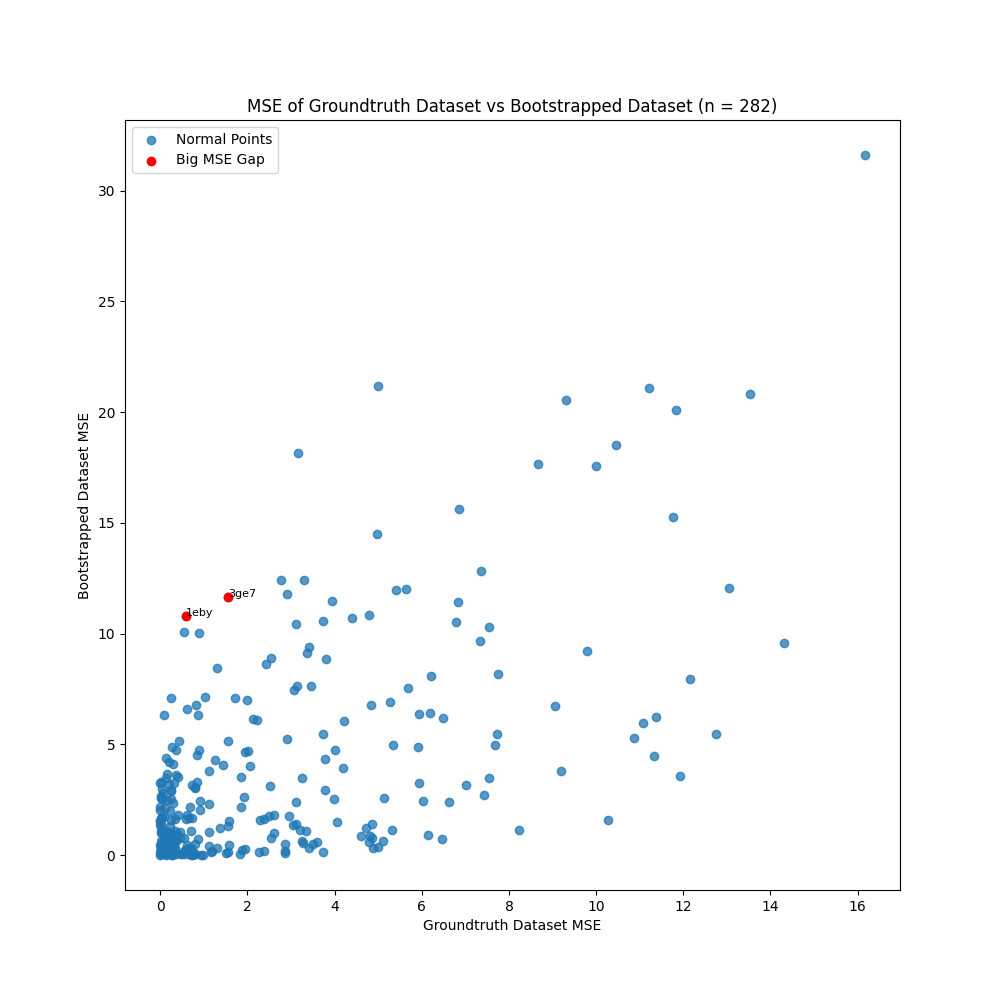 MSE of Groundtruth Dataset vs Bootstrapped Dataset (n = 282)
Normal Points
Big MSE Gap
30
25
20
15
10
5
0
3ge7
1eby
Bootstrapped Dataset MSE
0 2 4 6 8 10 12 14 16
Groundtruth Dataset MSE